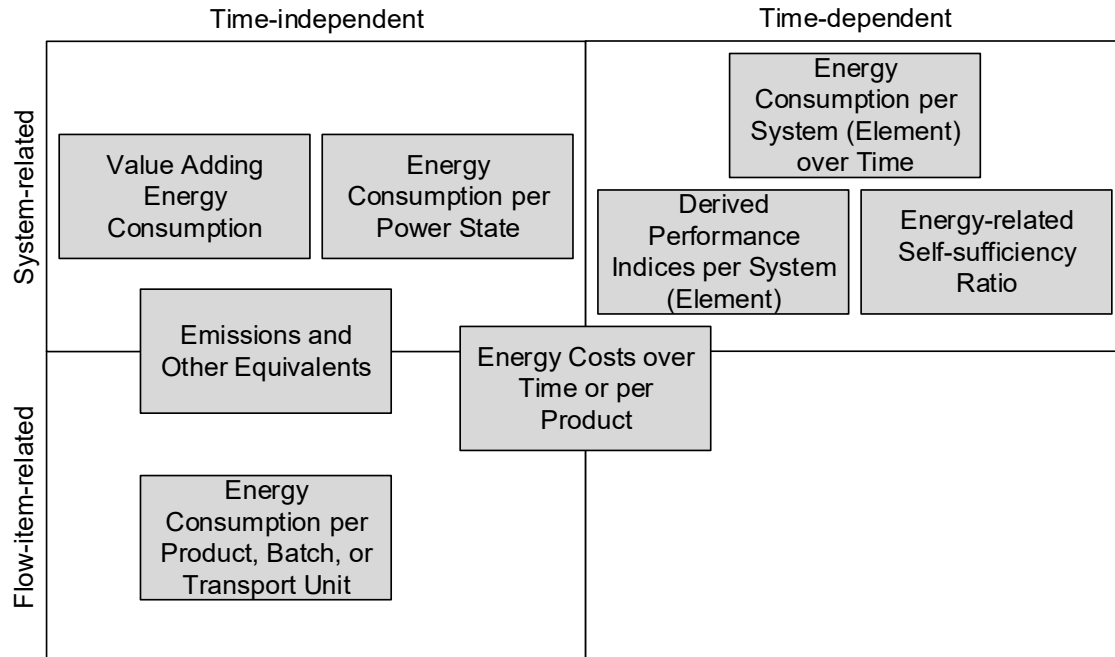 Time-independent
Time-dependent
System-related
Flow-item-related
Value Adding
Energy
Consumption
Energy
Consumption per
Power State
Energy
Consumption per
System (Element)
over Time
Derived
Performance
Indices per System
(Element)
Energy-related
Self-sufficiency
Ratio
Emissions and
Other Equivalents
Energy Costs over
Time or per
Product
Energy
Consumption per
Product, Batch, or
Transport Unit